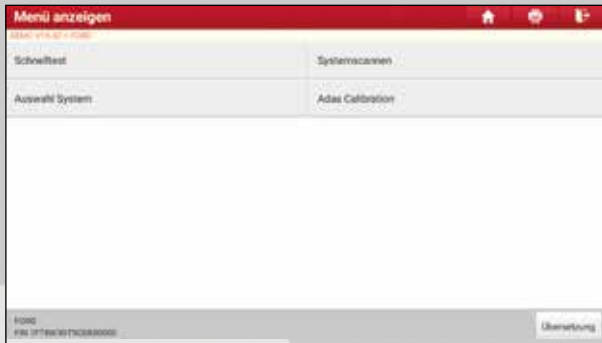 Menü anzeigen
Schnelltest
Systemscannen
Auswahl System
Adas Calibration
FORD
Übersetzung